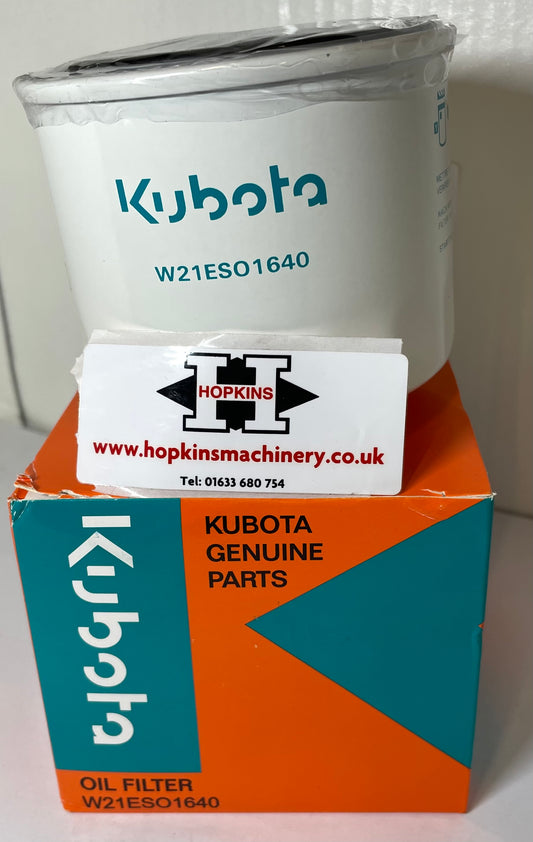 Kubota
W21ESO1640
H
HOPKINS
www.hopkinsmachinery.co.uk
Tel: 01633 680 754
Kubota
KUBOTA
GENUINE
PARTS
OIL FILTER
W21ESO1640